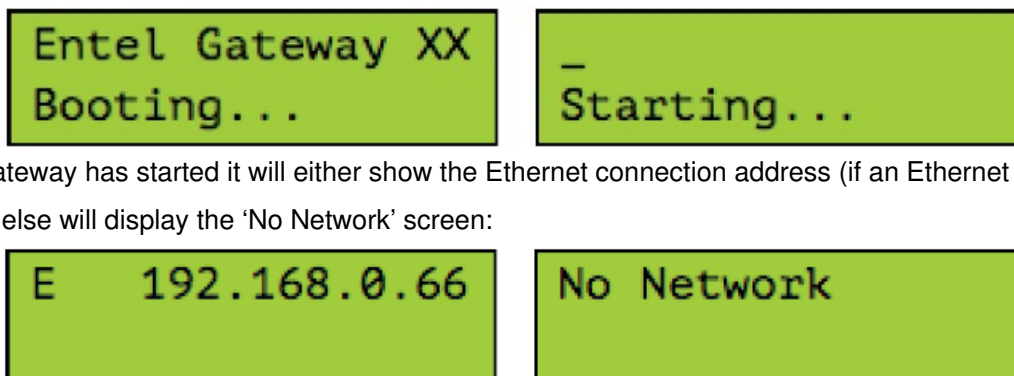 Entel Gateway XX
Booting...
_
Starting...
ateway has started it will either show the Ethernet connection address (if an Ethernet
else will display the ‘No Network’ screen:
E 192.168.0.66
No Network